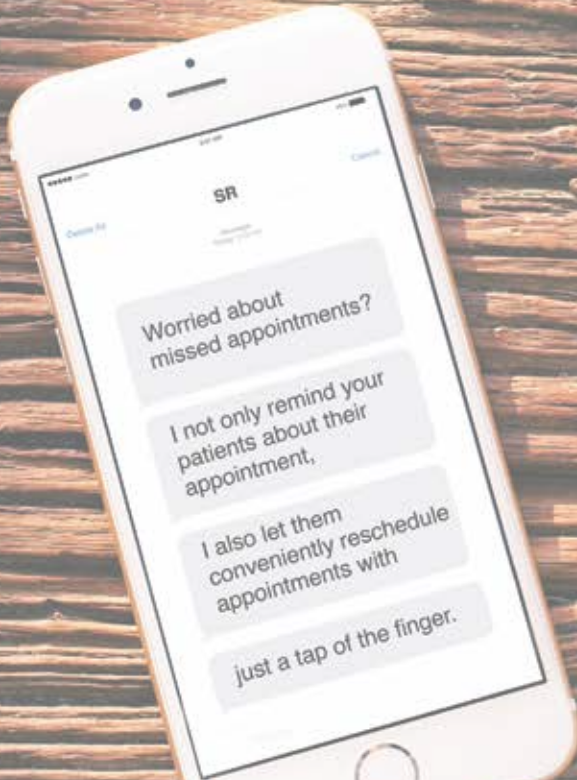 SR
Worried about
missed appointments?
I not only remind your
patients about their
appointment,
I also let them
conveniently reschedule
appointments with
just a tap of the finger.